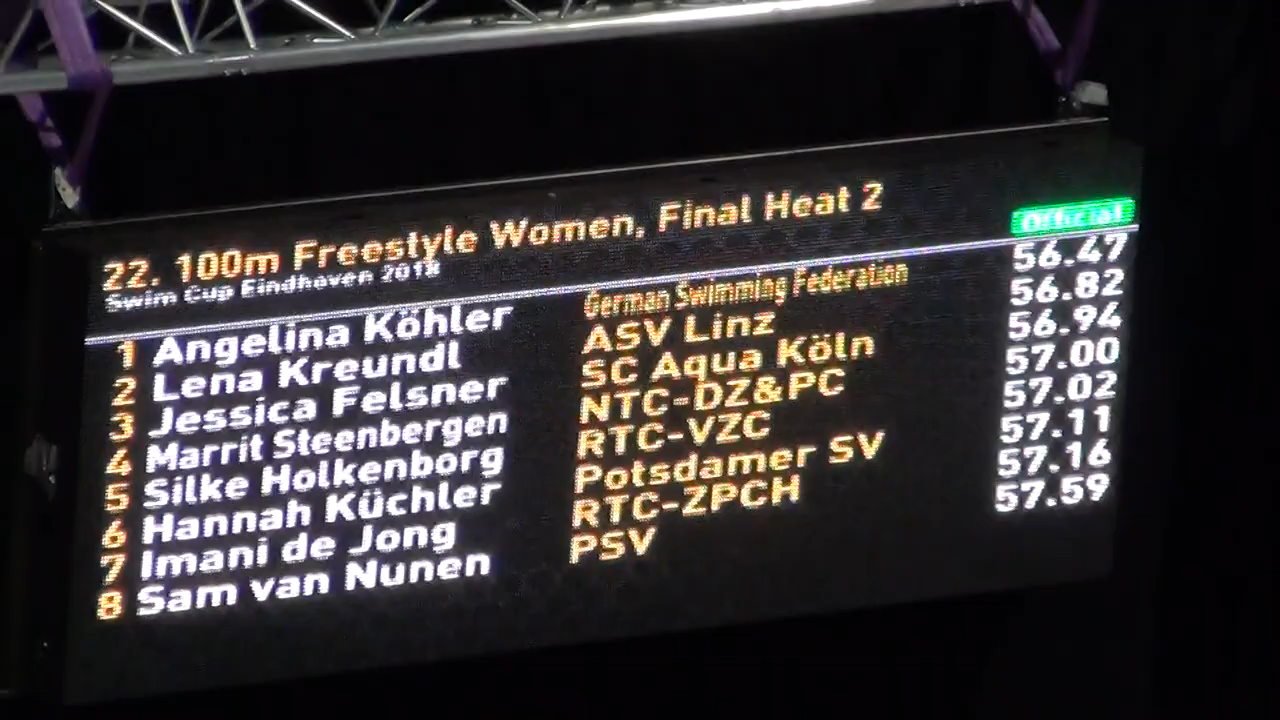 22. 100m Freestyle Women, Final Heat 2
Swim Cup Eindhoven 2018
Official
1 Angelina Köhler German Swimming Federation 56.47
2 Lena Kreundl ASV Linz 56.82
3 Jessica Felsner SC Aqua Köln 56.94
4 Marrit Steenbergen NTC-DZ&PC 57.00
5 Silke Holkenborg RTC-VZC 57.02
6 Hannah Küchler Potsdamer SV 57.11
7 Imani de Jong RTC-ZPCH 57.16
8 Sam van Nunen PSV 57.59